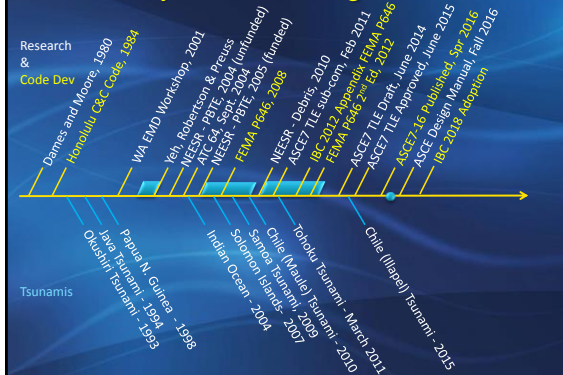 Research
&
Code Dev
Dames and Moore, 1980
Honolulu C&C Code, 1984
WA EMD Workshop, 2001
Yeh, Robertson & Preuss
NEESR - PBTE, 2004 (unfunded)
ATC 64, Sept. 2004
NEESR - PBTE, 2005 (funded)
FEMA P646, 2008
NEESR - Debris, 2010
ASCE7 TLE sub-com, Feb 2011
IBC 2012 Appendix FEMA P646
FEMA P646 2nd Ed, 2012
ASCE7 TLE Draft, June 2014
ASCE7 TLE Approved, June 2015
ASCE7-16 Published, Spr 2016
ASCE Design Manual, Fall 2016
IBC 2018 Adoption
Tsunamis
Okushiri Tsunami - 1993
Java Tsunami - 1994
Papua N. Guinea - 1998
Indian Ocean - 2004
Solomon Islands- 2007
Samoa Tsunami, 2009
Chile (Maule) Tsunami - 2010
Tohoku Tsunami - March 2011
Chile (Illapel) Tsunami - 2015